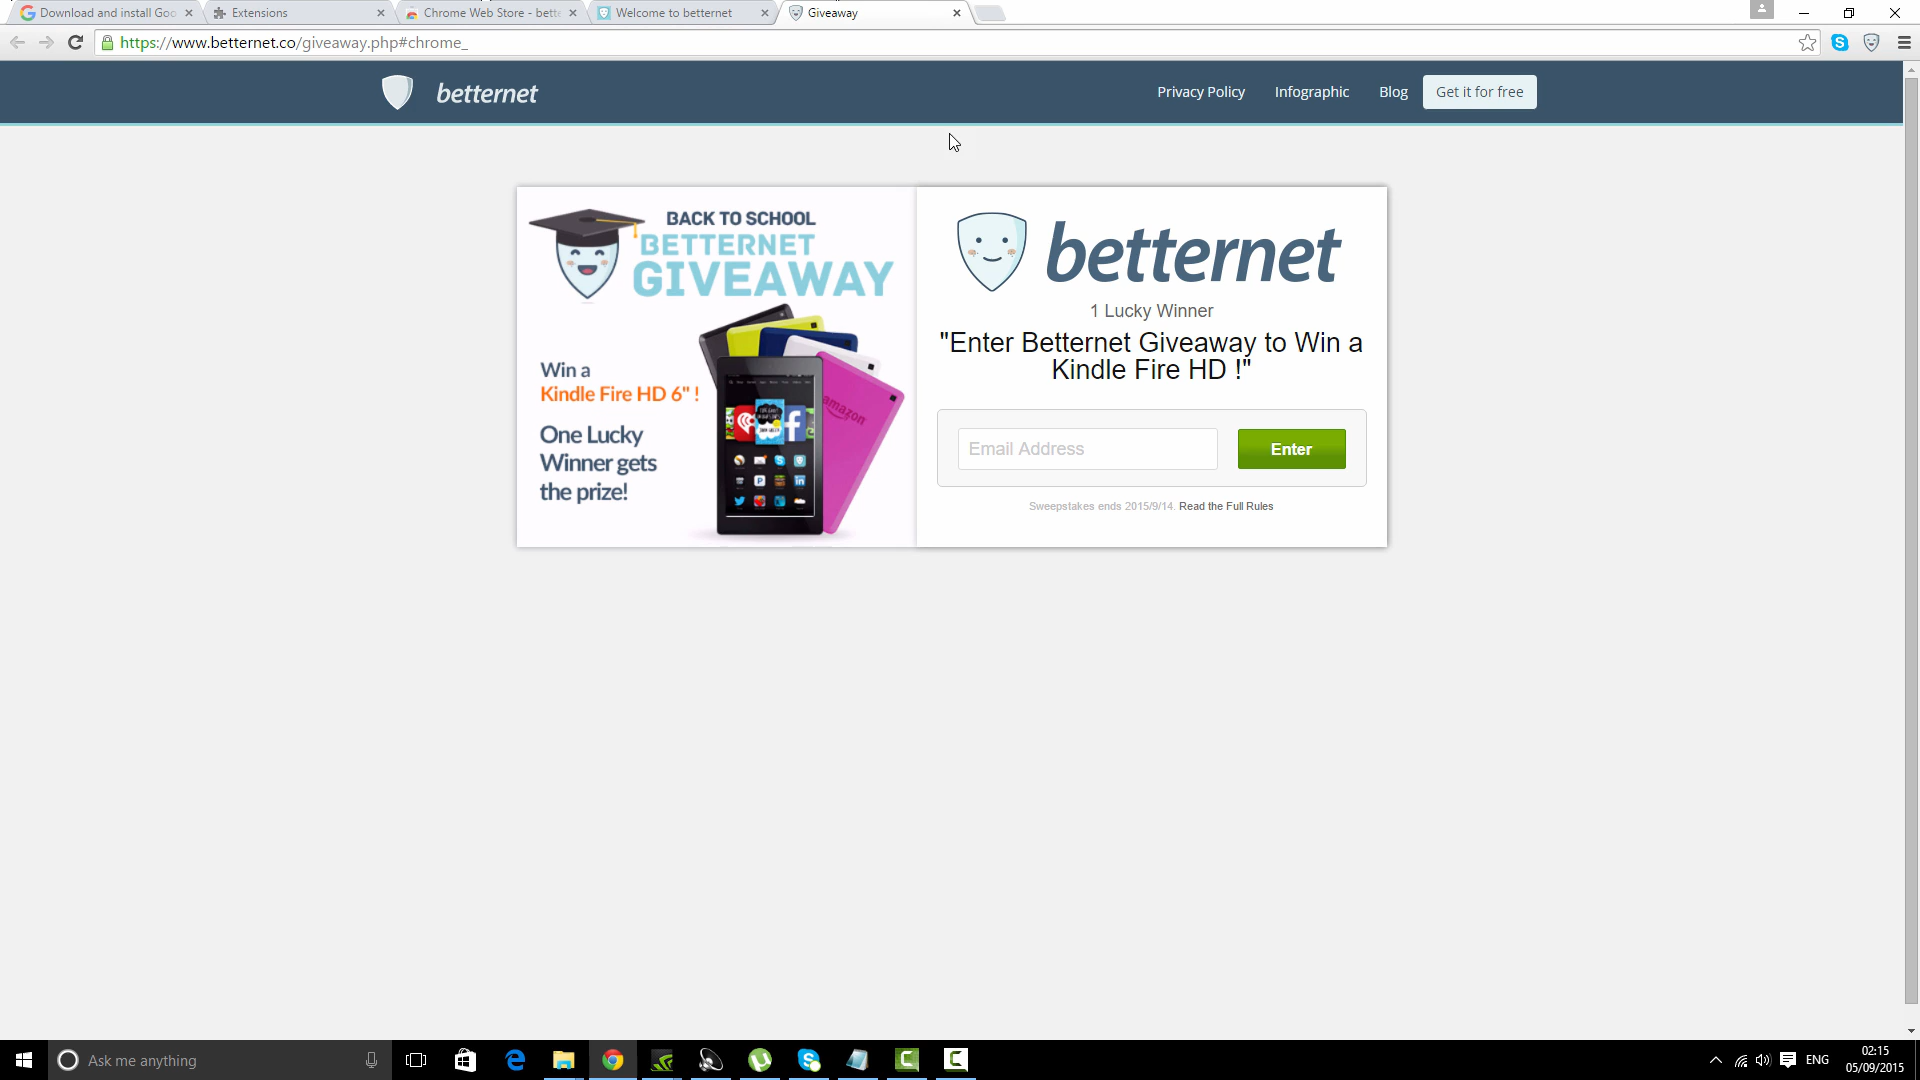 Download and install Goo
Extensions
Chrome Web Store - bette
Welcome to betternet
Giveaway
https://www.betternet.co/giveaway.php#chrome_
betternet
Privacy Policy
Infographic
Blog
Get it for free
BACK TO SCHOOL
BETTERNET
GIVEAWAY
Win a
Kindle Fire HD 6" !
One Lucky
Winner gets
the prize!
amazon
betternet
1 Lucky Winner
"Enter Betternet Giveaway to Win a
Kindle Fire HD !"
Email Address
Enter
Sweepstakes ends 2015/9/14. Read the Full Rules
Ask me anything
ENG
02:15
05/09/2015